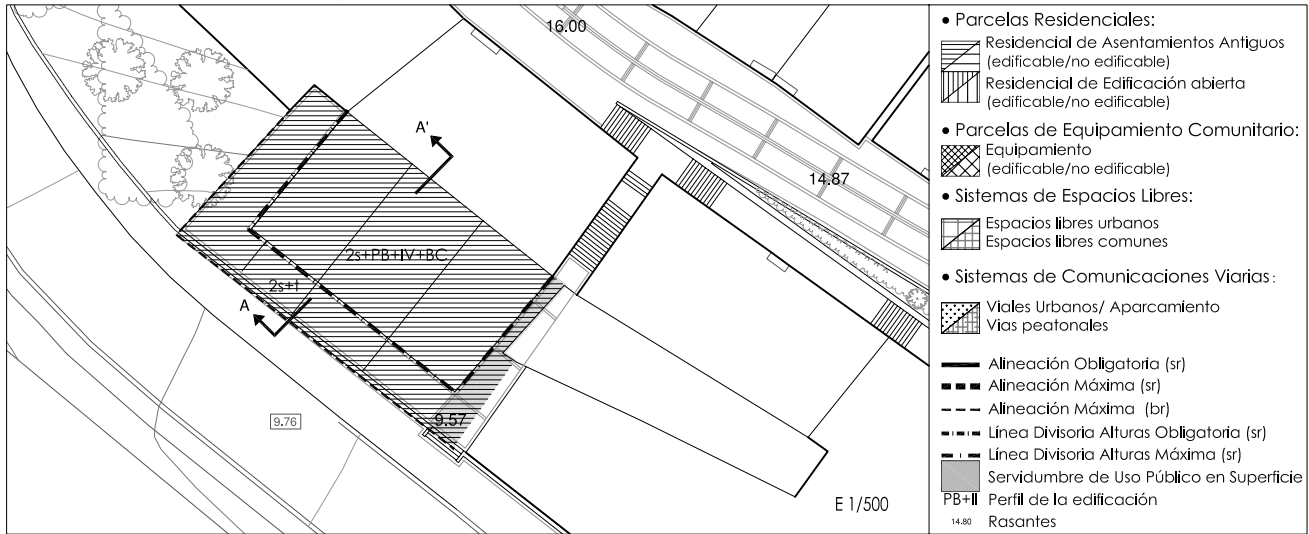 16.00
A'
14.87
2s+PB+IV+BC
2s+I
A
9.57
9.76
E 1/500
• Parcelas Residenciales:
Residencial de Asentamientos Antiguos
(edificable/no edificable)
Residencial de Edificación abierta
(edificable/no edificable)
• Parcelas de Equipamiento Comunitario:
Equipamiento
(edificable/no edificable)
• Sistemas de Espacios Libres:
Espacios libres urbanos
Espacios libres comunes
• Sistemas de Comunicaciones Viarias:
Viales Urbanos/ Aparcamiento
Vias peatonales
Alineación Obligatoria (sr)
Alineación Máxima (sr)
Alineación Máxima (br)
Línea Divisoria Alturas Obligatoria (sr)
Línea Divisoria Alturas Máxima (sr)
Servidumbre de Uso Público en Superficie
PB+II Perfil de la edificación
14.80 Rasantes